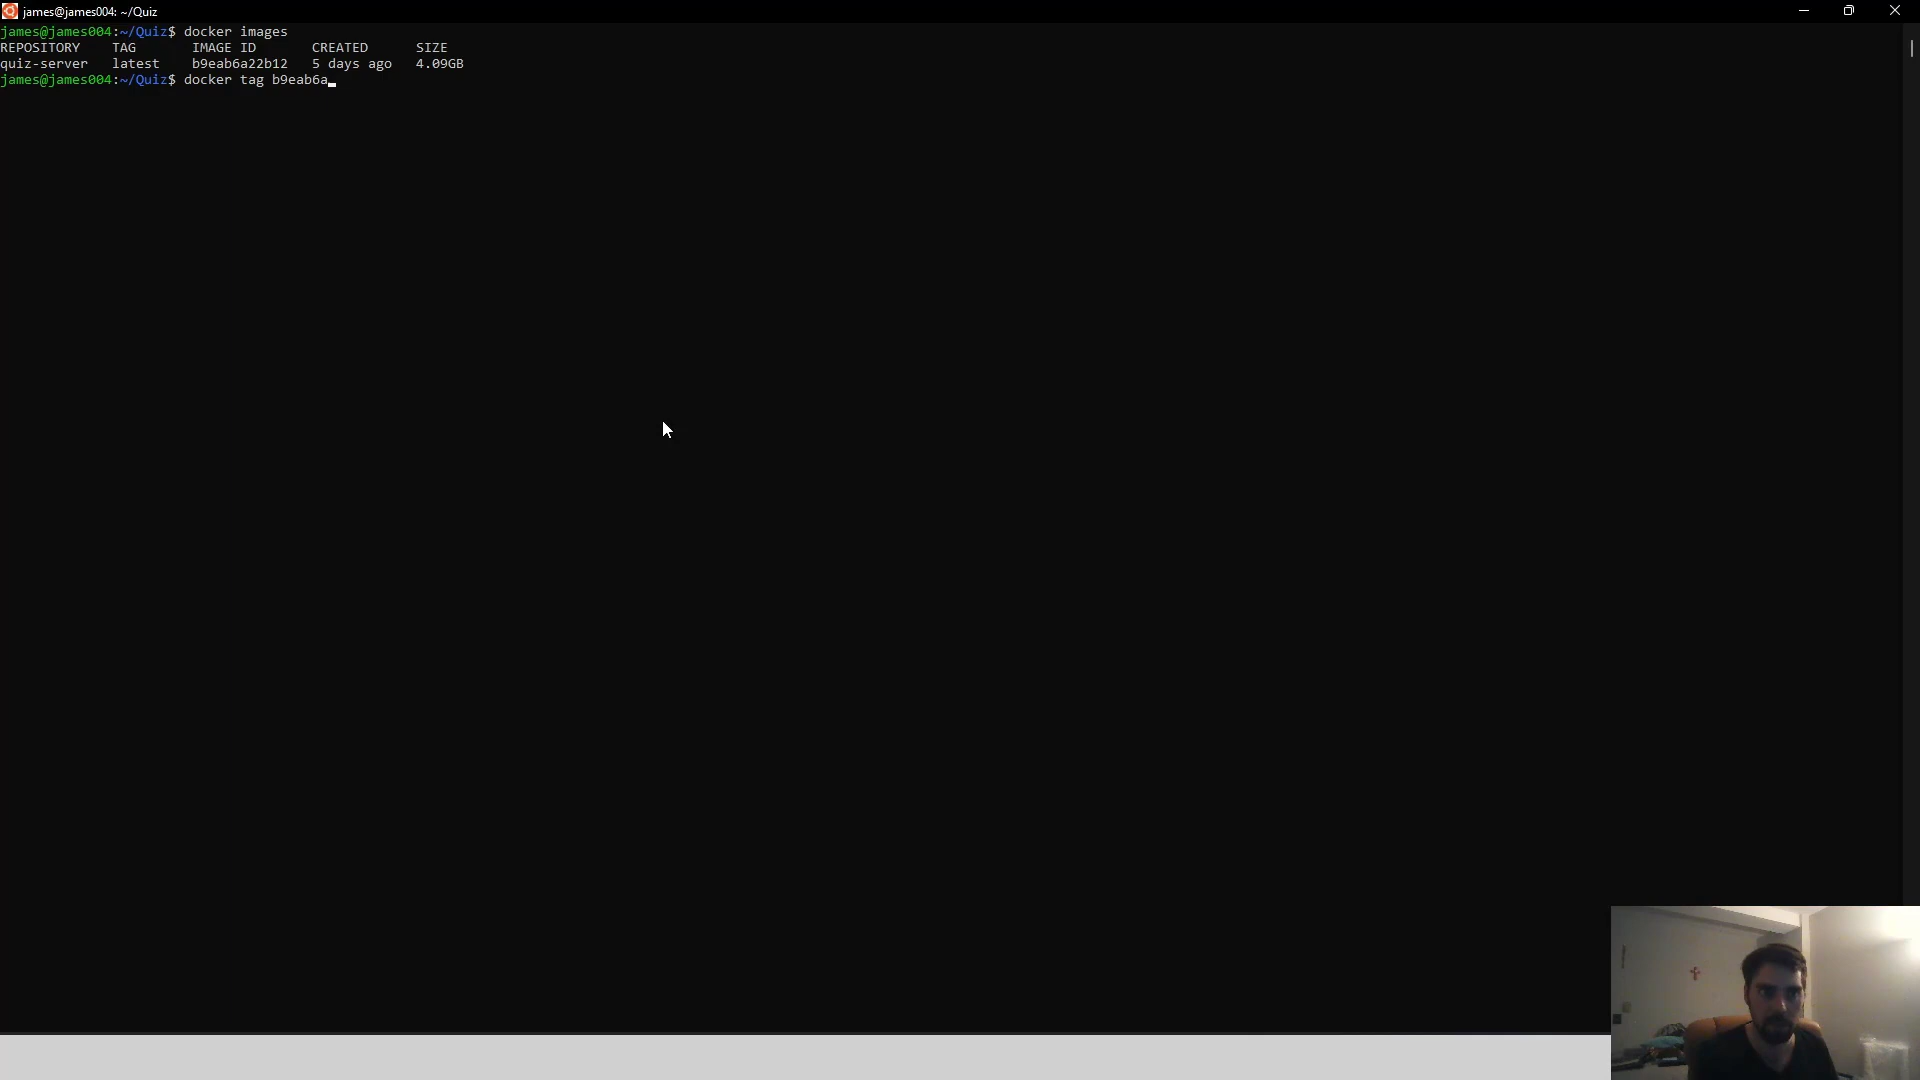 james@james004: ~/Quiz
james@james004:~/Quiz$ docker images
REPOSITORY TAG IMAGE ID CREATED SIZE
quiz-server latest b9eab6a22b12 5 days ago 4.09GB
james@james004:~/Quiz$ docker tag b9eab6a